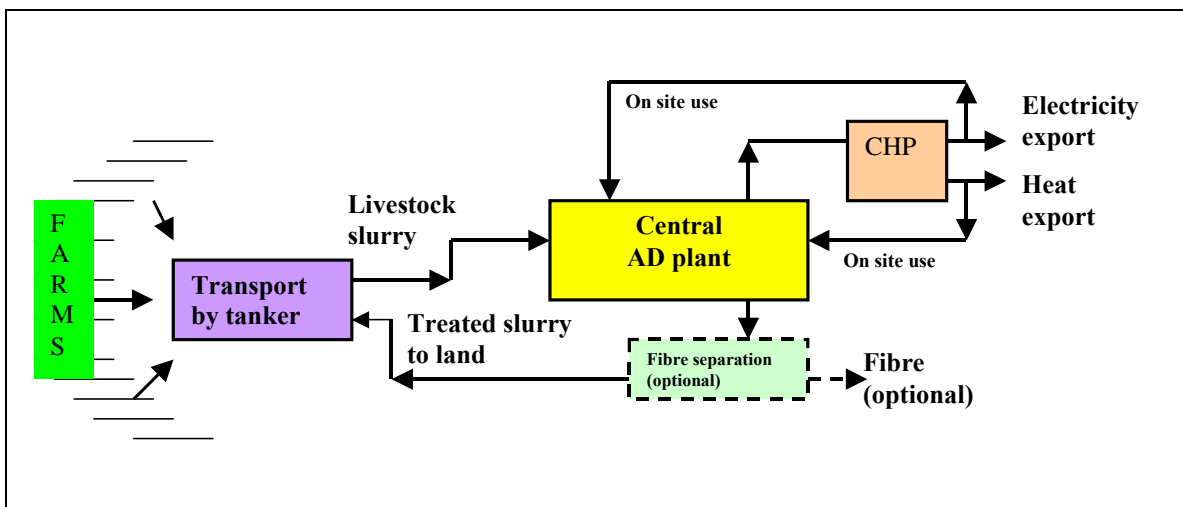 On site use
Electricity
export
CHP
Heat
export
F
A
R
M
S
Livestock
slurry
Central
AD plant
On site use
Transport
by tanker
Treated slurry
to land
Fibre separation
(optional)
Fibre
(optional)